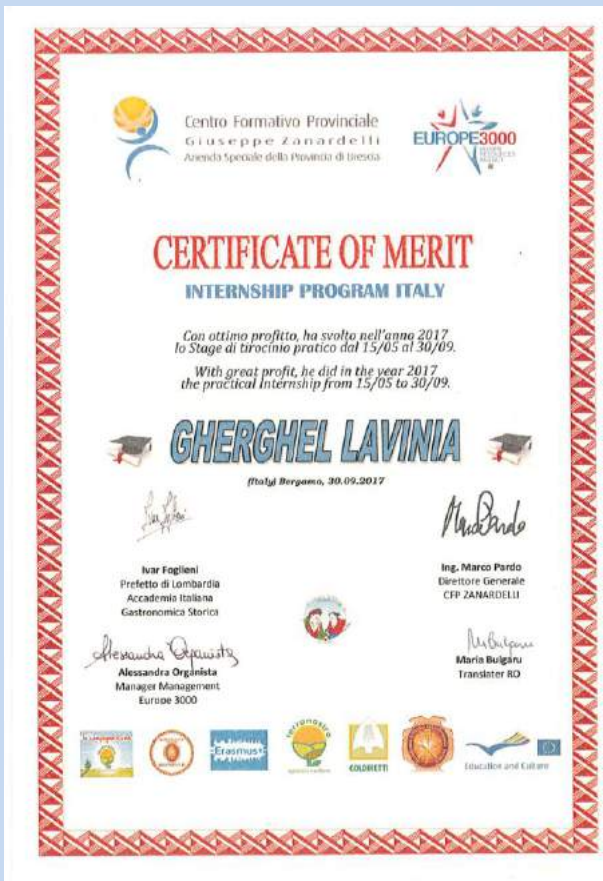 Centro Formativo Provinciale
Giuseppe Zanardelli
Azienda Speciale della Provincia di Brescia
EUROPE3000
CERTIFICATE OF MERIT
INTERNSHIP PROGRAM ITALY
Con ottimo profitto, ha svolto nell'anno 2017
lo Stage di tirocinio pratico dal 15/05 al 30/09.
With great profit, he did in the year 2017
the practical Internship from 15/05 to 30/09.
GHERGHEL LAVINIA
(Italy) Bergamo, 30.09.2017
Ivar Foglieni
Prefetto di Lombardia
Accademia Italiana
Gastronomica Storica
Ing. Marco Pardo
Direttore Generale
CFP ZANARDELLI
Alessandra Organista
Alessandra Organista
Manager Management
Europe 3000
Maria Bulgaru
Translater RO
Erasmus+
terranostra
COLDIRETTI
Education and Culture